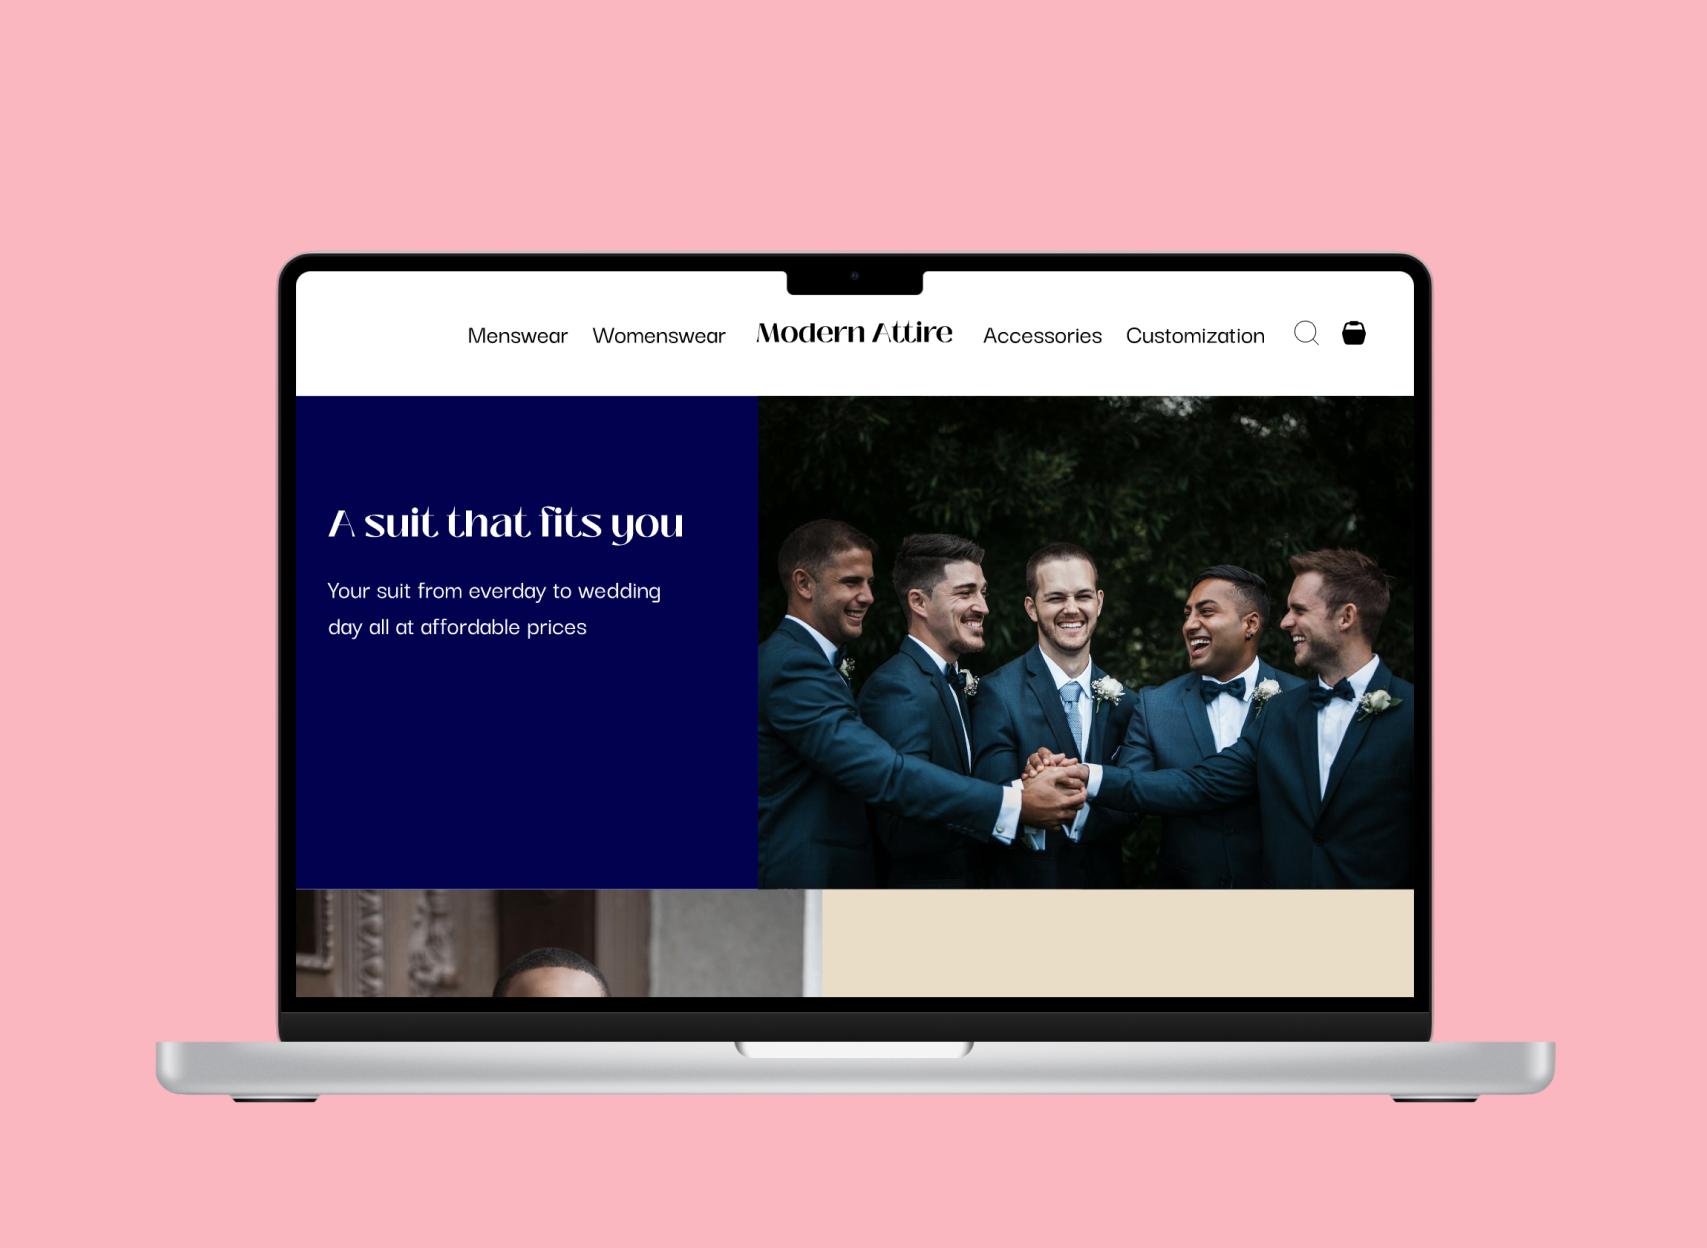 Menswear Womenswear Modern Attire Accessories Customization
A suit that fits you
Your suit from everday to wedding
day all at affordable prices